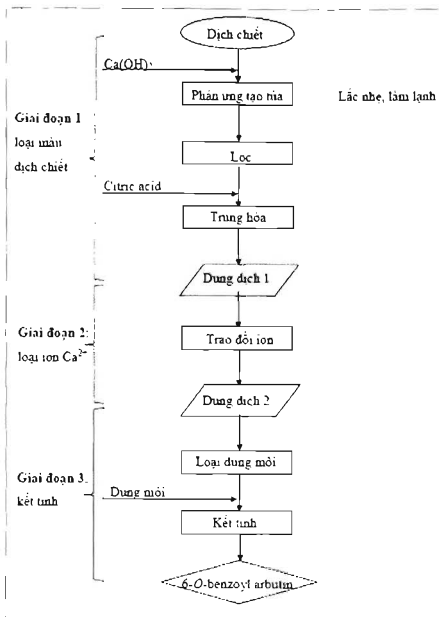 Dịch chiết
Ca(OH)
Phản ứng tạo tủa
Lắc nhẹ, làm lạnh
Giai đoạn 1
loại màu
dịch chiết
Lọc
Citric acid
Trung hòa
Dung dịch 1
Giai đoạn 2:
loại ion Ca²⁺
Trao đổi ion
Dung dịch 2
Loại dung môi
Giai đoạn 3.
kết tinh
Dung môi
Kết tinh
6-O-benzoyl arbutin